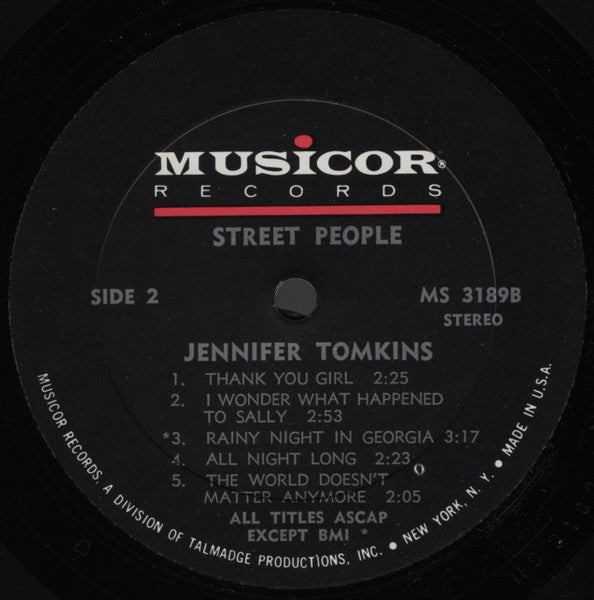 MUSICOR®
RECORDS
STREET PEOPLE
SIDE 2
MS 3189B
STEREO
JENNIFER TOMKINS
1. THANK YOU GIRL 2:25
2. I WONDER WHAT HAPPENED
TO SALLY 2:53
*3. RAINY NIGHT IN GEORGIA 3:17
4. ALL NIGHT LONG 2:23
5. THE WORLD DOESN'T
MATTER ANYMORE 2:05
ALL TITLES ASCAP
EXCEPT BMI *
MUSICOR RECORDS, A DIVISION OF TALMADGE PRODUCTIONS, INC. • NEW YORK, N. Y. • MADE IN U.S.A.